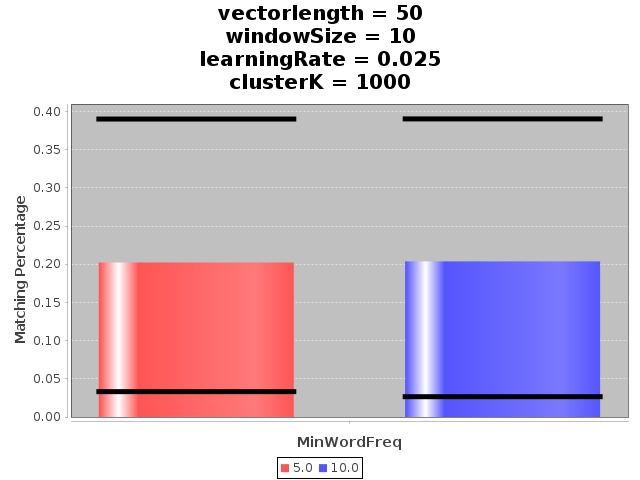 vectorlength = 50
windowSize = 10
learningRate = 0.025
clusterK = 1000
0.40
0.35
0.30
0.25
0.20
0.15
0.10
0.05
0.00
Matching Percentage
MinWordFreq
5.0 10.0